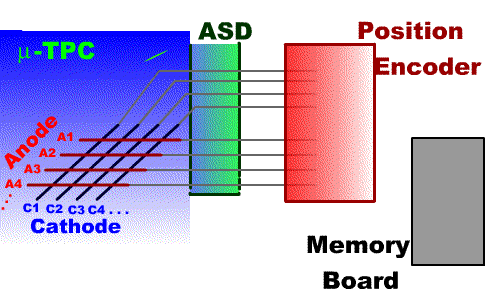 μ-TPC
ASD
Position
Encoder
Anode
A1
A2
A3
A4
...
C1 C2 C3 C4 ...
Cathode
Memory
Board